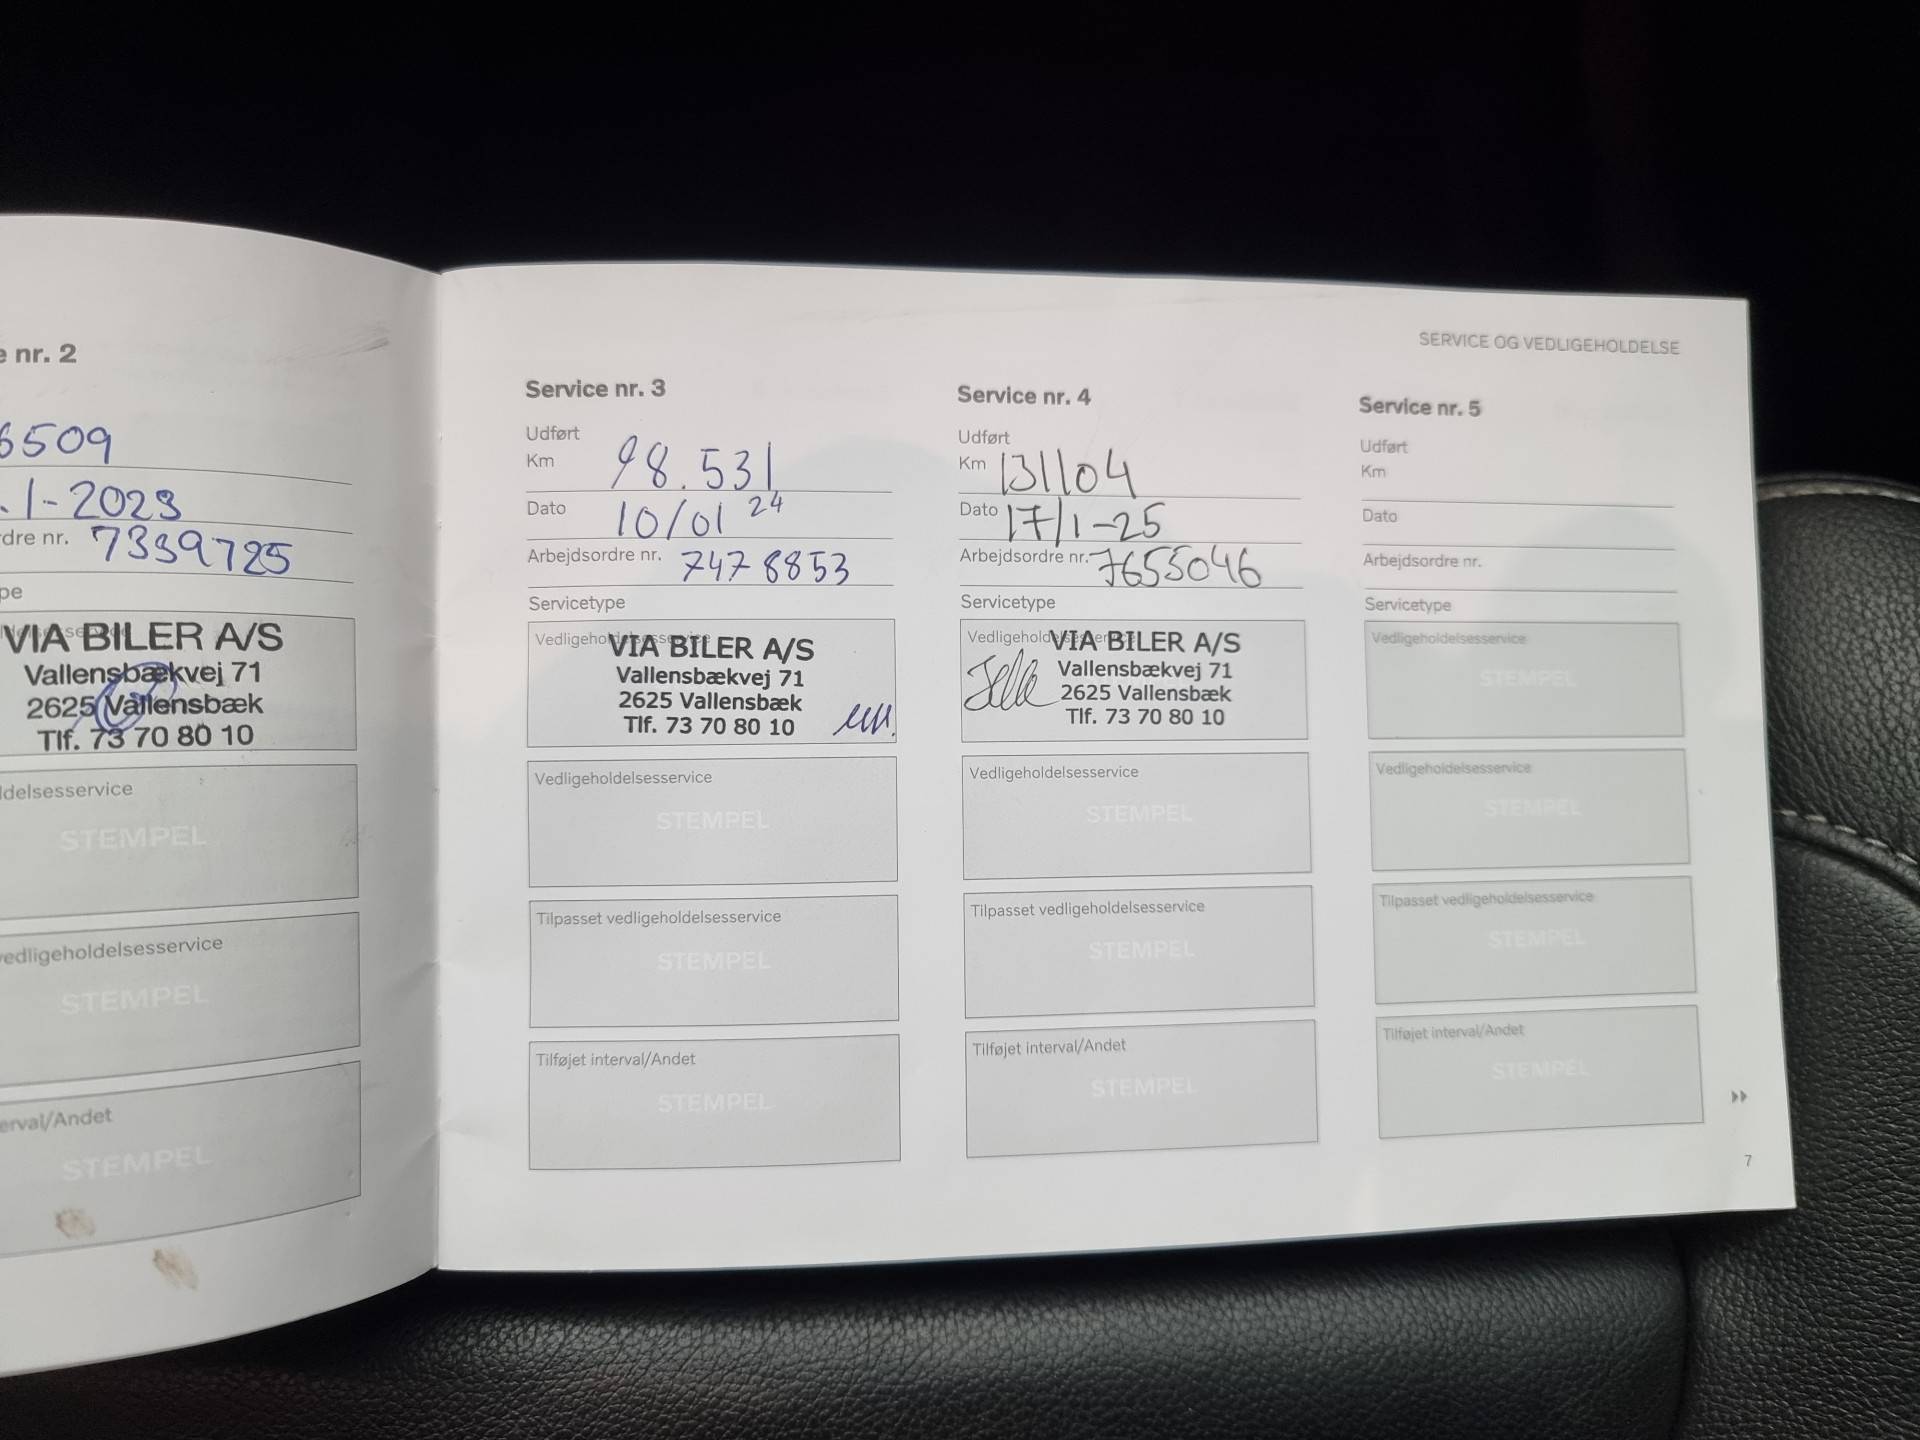 e nr. 2
6509
.1-2023
dre nr. 7339725
pe
VIA BILER A/S
Vallensbækvej 71
2625 Vallensbæk
Tlf. 73 70 80 10
ldelsesservice
STEMPEL
vedligeholdelsesservice
STEMPEL
erval/Andet
STEMPEL
SERVICE OG VEDLIGEHOLDELSE
Service nr. 3
Udført
Km 98.531
Dato 10/01 24
Arbejdsordre nr. 7478853
Servicetype
Vedligeholdelsesservice
VIA BILER A/S
Vallensbækvej 71
2625 Vallensbæk
Tlf. 73 70 80 10
Vedligeholdelsesservice
STEMPEL
Tilpasset vedligeholdelsesservice
STEMPEL
Tilføjet interval/Andet
STEMPEL
Service nr. 4
Udført
Km 131104
Dato 17/1-25
Arbejdsordre nr. 7655046
Servicetype
Vedligeholdelsesservice
VIA BILER A/S
Vallensbækvej 71
2625 Vallensbæk
Tlf. 73 70 80 10
Vedligeholdelsesservice
STEMPEL
Tilpasset vedligeholdelsesservice
STEMPEL
Tilføjet interval/Andet
STEMPEL
Service nr. 5
Udført
Km
Dato
Arbejdsordre nr.
Servicetype
Vedligeholdelsesservice
STEMPEL
Vedligeholdelsesservice
STEMPEL
Tilpasset vedligeholdelsesservice
STEMPEL
Tilføjet interval/Andet
STEMPEL
7